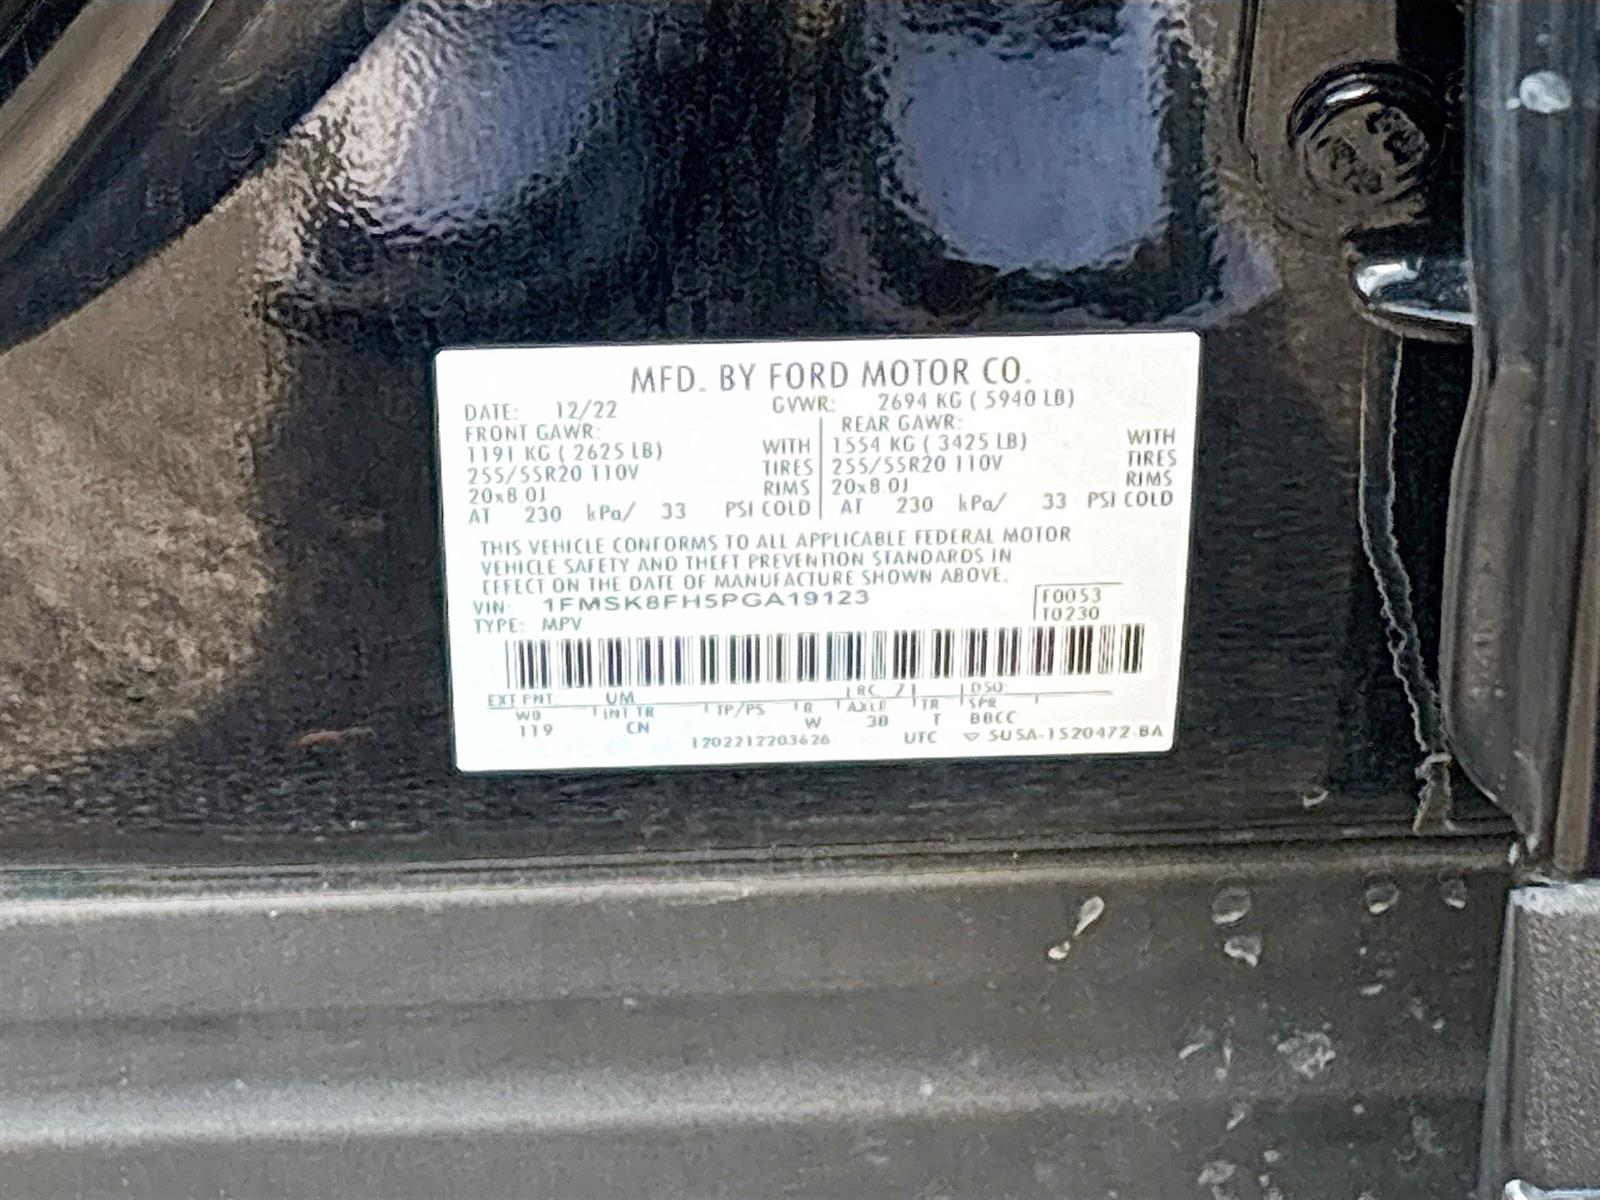 MFD. BY FORD MOTOR CO.
DATE: 12/22 GVWR: 2694 KG ( 5940 LB)
FRONT GAWR: REAR GAWR:
1191 KG ( 2625 LB) WITH 1554 KG ( 3425 LB) WITH
255/55R20 110V TIRES 255/55R20 110V TIRES
20x8.0J RIMS 20x8.0J RIMS
AT 230 kPa/ 33 PSI COLD AT 230 kPa/ 33 PSI COLD
THIS VEHICLE CONFORMS TO ALL APPLICABLE FEDERAL MOTOR
VEHICLE SAFETY AND THEFT PREVENTION STANDARDS IN
EFFECT ON THE DATE OF MANUFACTURE SHOWN ABOVE.
VIN: 1FMSK8FH5PGA19123 F0053
TYPE: MPV T0230
EXT PNT: UM RC: 71 DSO:
WB INT TR TP/PS R AXLE TR SPR
119 CN W 3B T BBCC
1202212203626 UTC ▽ 5USA-1520472-BA